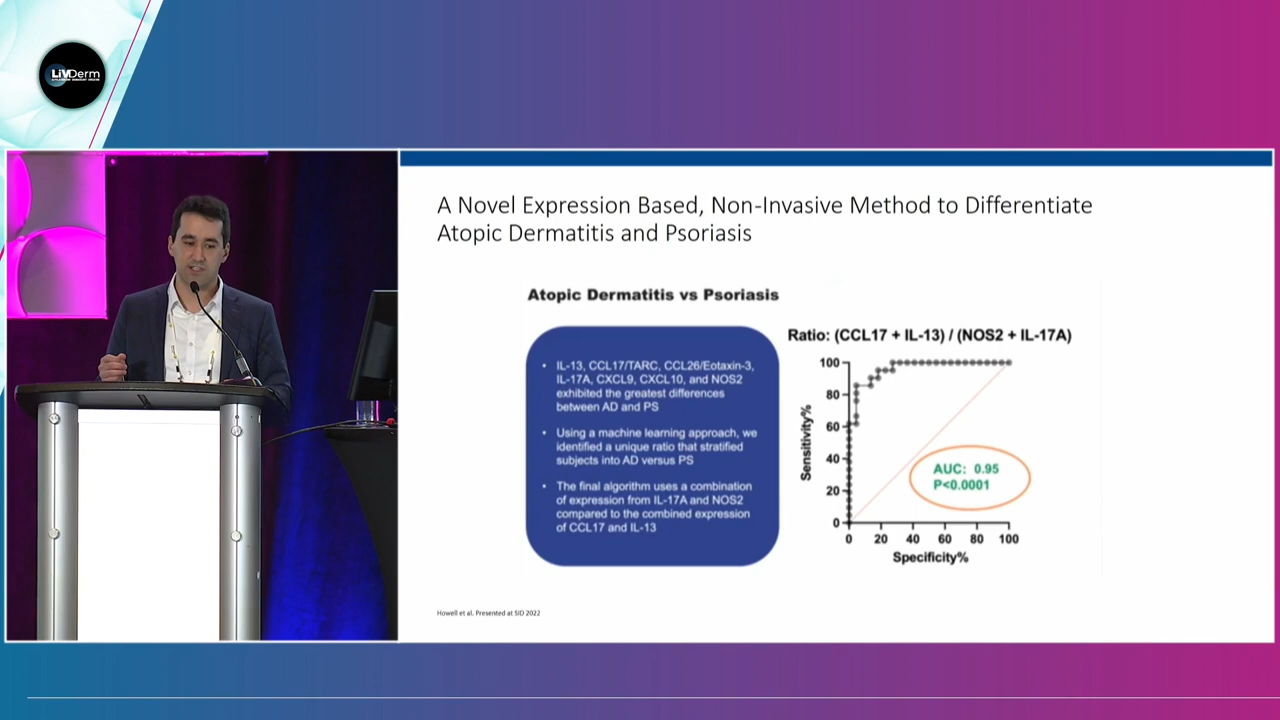 LiVDerm
A Novel Expression Based, Non-Invasive Method to Differentiate
Atopic Dermatitis and Psoriasis
Atopic Dermatitis vs Psoriasis
• IL-13, CCL17/TARC, CCL26/Eotaxin-3,
IL-17A, CXCL9, CXCL10, and NOS2
exhibited the greatest differences
between AD and PS
• Using a machine learning approach, we
identified a unique ratio that stratified
subjects into AD versus PS
• The final algorithm uses a combination
of expression from IL-17A and NOS2
compared to the combined expression
of CCL17 and IL-13
Ratio: (CCL17 + IL-13) / (NOS2 + IL-17A)
Sensitivity%
100
80
60
40
20
0
AUC: 0.95
P<0.0001
0 20 40 60 80 100
Specificity%
Howell et al. Presented at SID 2022